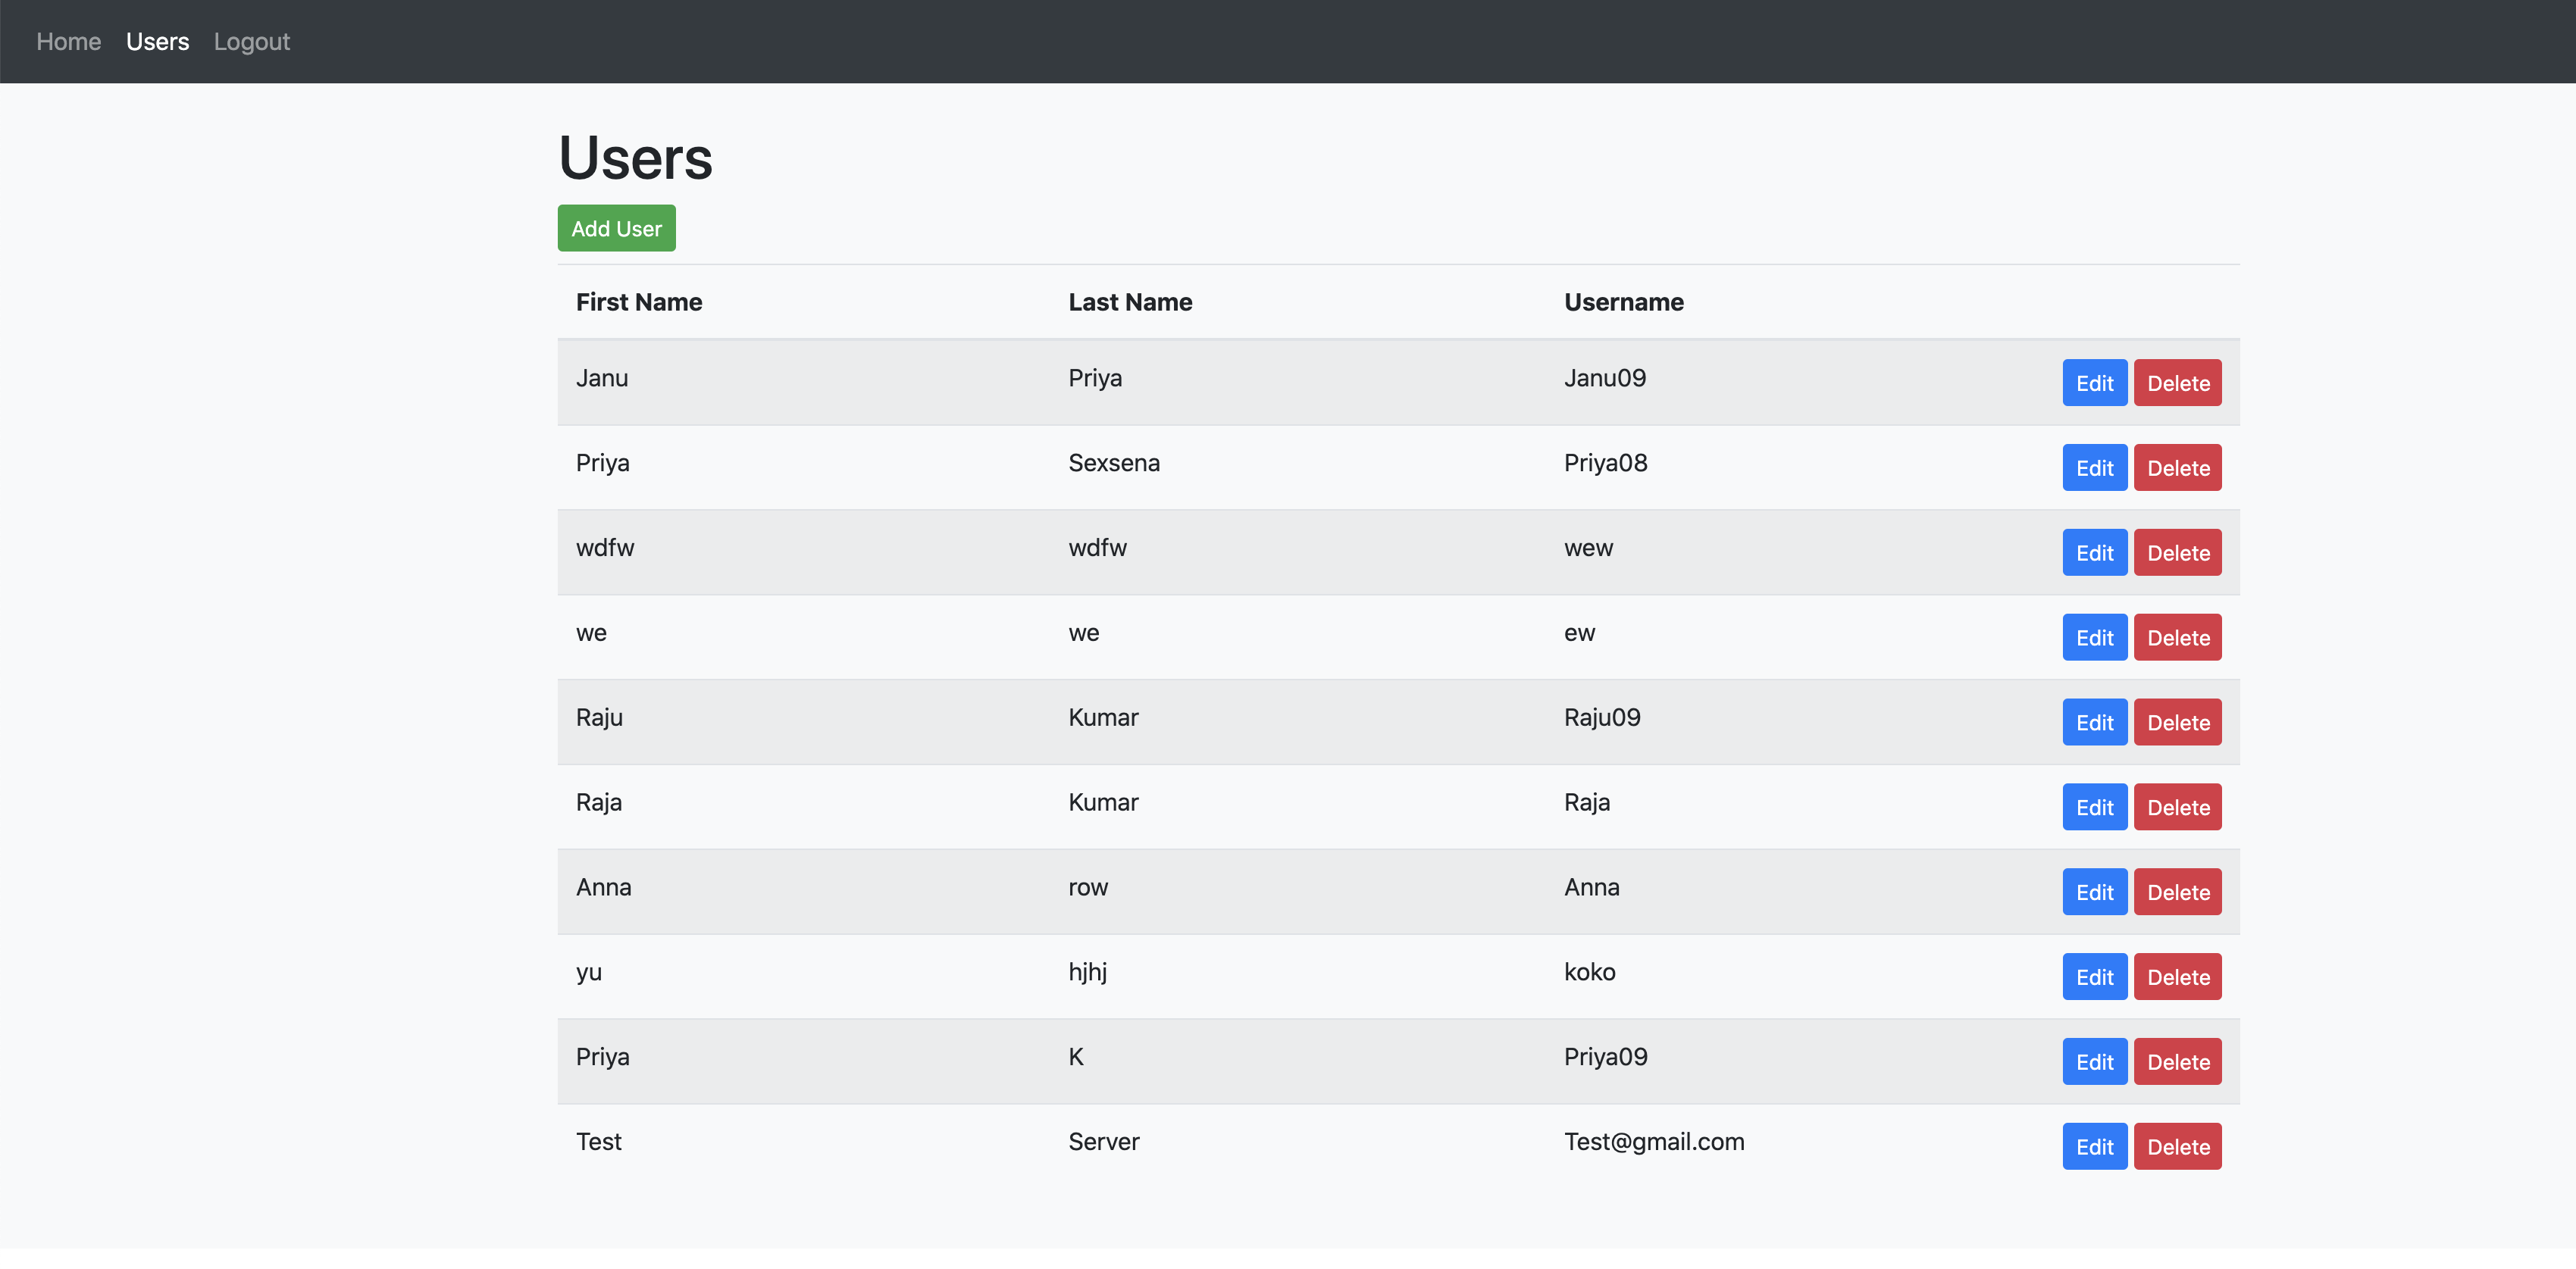 Home Users Logout
Users
Add User
First Name Last Name Username
Janu Priya Janu09 Edit Delete
Priya Sexsena Priya08 Edit Delete
wdfw wdfw wew Edit Delete
we we ew Edit Delete
Raju Kumar Raju09 Edit Delete
Raja Kumar Raja Edit Delete
Anna row Anna Edit Delete
yu hjhj koko Edit Delete
Priya K Priya09 Edit Delete
Test Server Test@gmail.com Edit Delete